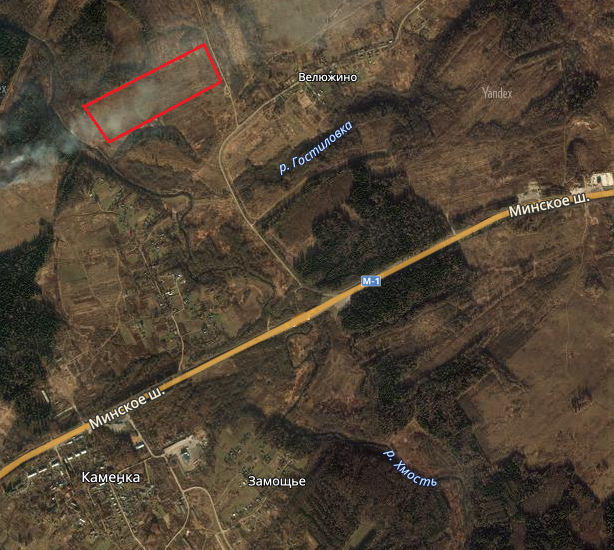 Велюжино
Yandex
р. Гостиловка
Минское ш.
М-1
Минское ш.
Каменка
Замощье
р. Хмость